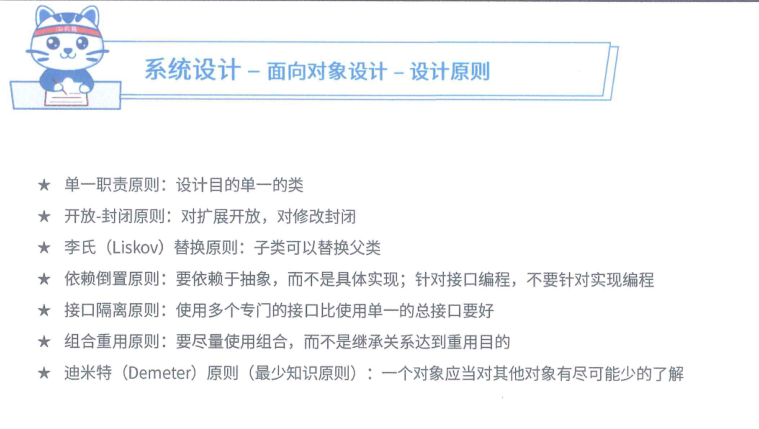 系统设计 – 面向对象设计 – 设计原则
★ 单一职责原则：设计目的单一的类
★ 开放-封闭原则：对扩展开放，对修改封闭
★ 李氏（Liskov）替换原则：子类可以替换父类
★ 依赖倒置原则：要依赖于抽象，而不是具体实现；针对接口编程，不要针对实现编程
★ 接口隔离原则：使用多个专门的接口比使用单一的总接口要好
★ 组合重用原则：要尽量使用组合，而不是继承关系达到重用目的
★ 迪米特（Demeter）原则（最少知识原则）：一个对象应当对其他对象有尽可能少的了解